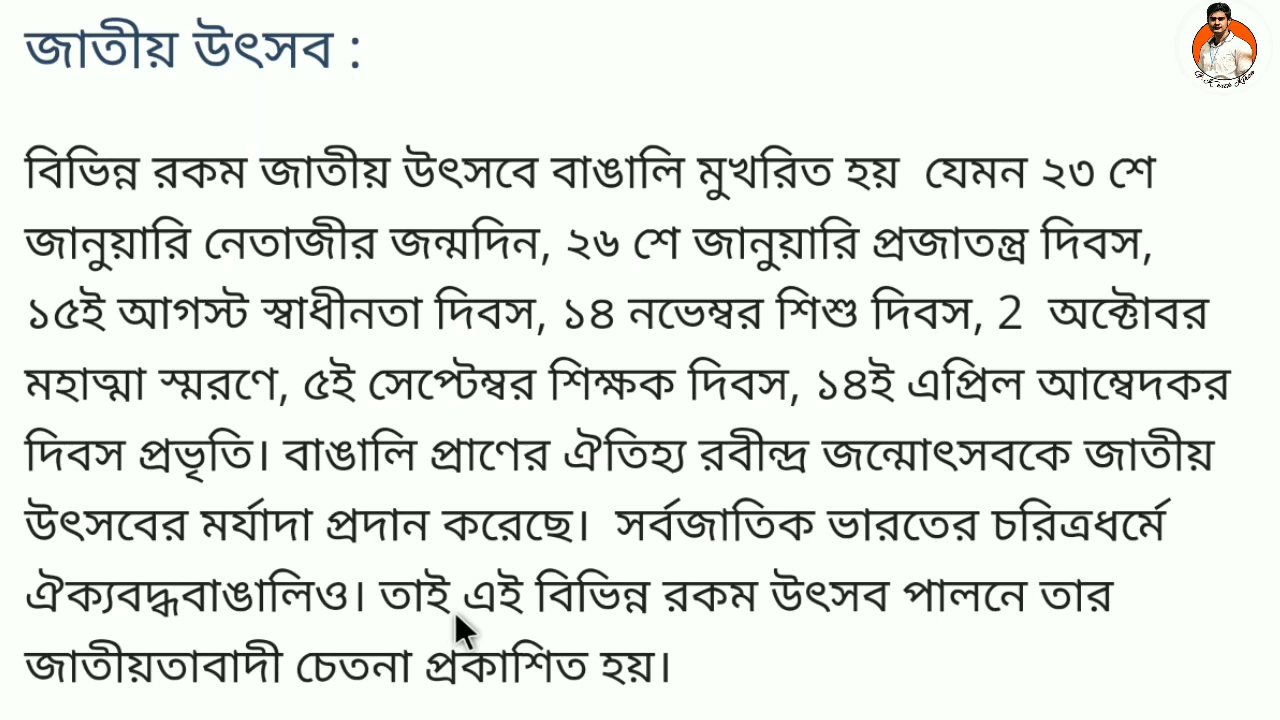 জাতীয় উৎসব :
বিভিন্ন রকম জাতীয় উৎসবে বাঙালি মুখরিত হয় যেমন ২৩ শে
জানুয়ারি নেতাজীর জন্মদিন, ২৬ শে জানুয়ারি প্রজাতন্ত্র দিবস,
১৫ই আগস্ট স্বাধীনতা দিবস, ১৪ নভেম্বর শিশু দিবস, 2 অক্টোবর
মহাত্মা স্মরণে, ৫ই সেপ্টেম্বর শিক্ষক দিবস, ১৪ই এপ্রিল আম্বেদকর
দিবস প্রভৃতি। বাঙালি প্রাণের ঐতিহ্য রবীন্দ্র জন্মোৎসবকে জাতীয়
উৎসবের মর্যাদা প্রদান করেছে। সর্বজাতিক ভারতের চরিত্রধর্মে
ঐক্যবদ্ধবাঙালিও। তাই এই বিভিন্ন রকম উৎসব পালনে তার
জাতীয়তাবাদী চেতনা প্রকাশিত হয়।